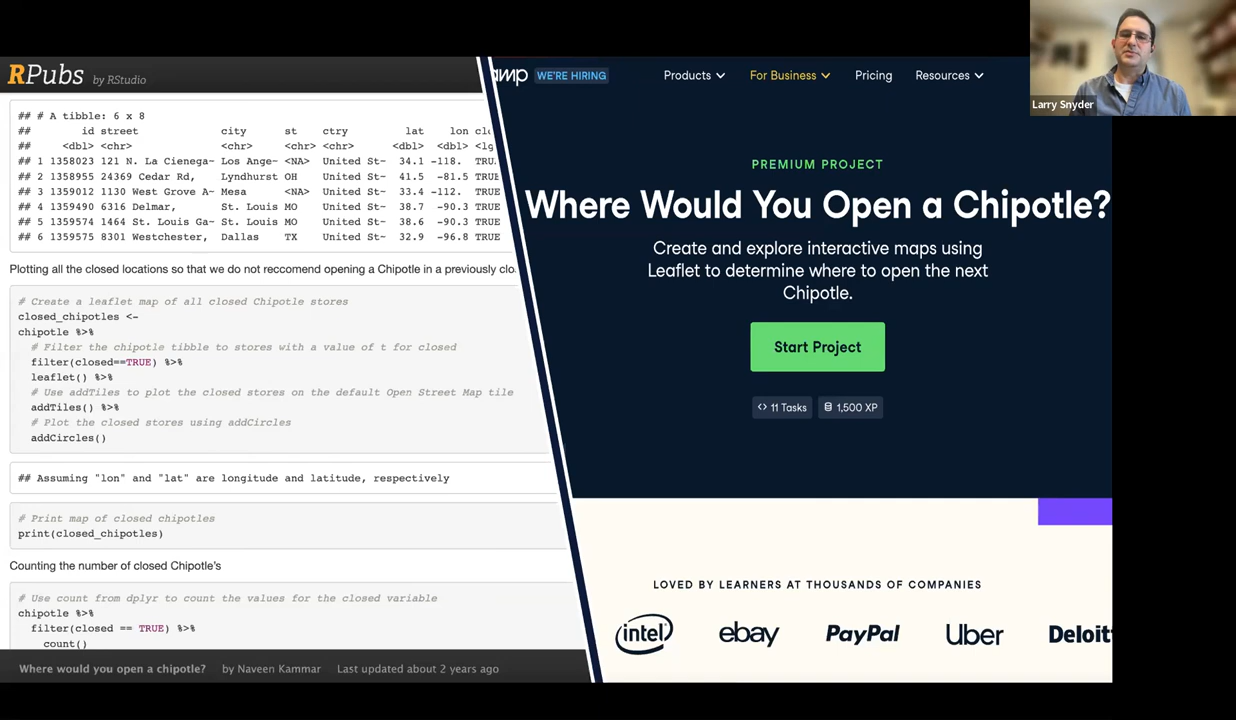 RPubs by RStudio
## # A tibble: 6 x 8
## id street city st ctry lat lon
## <dbl> <chr> <chr> <chr> <chr> <dbl> <dbl>
## 1 1358023 121 N. La Cienega~ Los Ange~ <NA> United St~ 34.1 -118. TRUE
## 2 1358955 24369 Cedar Rd, Lyndhurst OH United St~ 41.5 -81.5 TRUE
## 3 1359012 1130 West Grove A~ Mesa <NA> United St~ 33.4 -112. TRUE
## 4 1359490 6316 Delmar, St. Louis MO United St~ 38.7 -90.3 TRUE
## 5 1359574 1464 St. Louis Ga~ St. Louis MO United St~ 38.6 -90.3 TRUE
## 6 1359575 8301 Westchester, Dallas TX United St~ 32.9 -96.8 TRUE
Plotting all the closed locations so that we do not reccomend opening a Chipotle in a previously clo
# Create a leaflet map of all closed Chipotle stores
closed_chipotles <-
chipotle %>%
# Filter the chipotle tibble to stores with a value of t for closed
filter(closed==TRUE) %>%
leaflet() %>%
# Use addTiles to plot the closed stores on the default Open Street Map tile
addTiles() %>%
# Plot the closed stores using addCircles
addCircles()
## Assuming "lon" and "lat" are longitude and latitude, respectively
# Print map of closed chipotles
print(closed_chipotles)
Counting the number of closed Chipotle's
# Use count from dplyr to count the values for the closed variable
chipotle %>%
filter(closed == TRUE) %>%
count()
Where would you open a chipotle? by Naveen Kammar Last updated about 2 years ago
amp WE'RE HIRING Products For Business Pricing Resources
PREMIUM PROJECT
Where Would You Open a Chipotle?
Create and explore interactive maps using
Leaflet to determine where to open the next
Chipotle.
Start Project
<> 11 Tasks 1,500 XP
LOVED BY LEARNERS AT THOUSANDS OF COMPANIES
intel ebay PayPal Uber Deloit
Larry Snyder